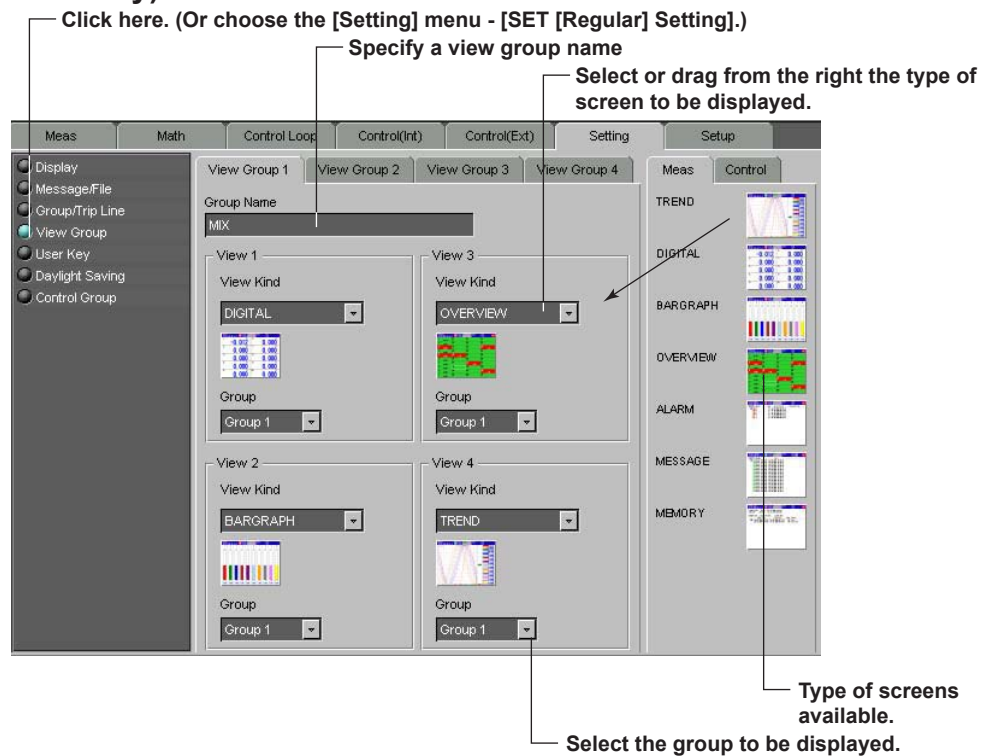 Click here. (Or choose the [Setting] menu - [SET [Regular] Setting].)
Specify a view group name
Select or drag from the right the type of
screen to be displayed.
Meas
Math
Control Loop
Control(Int)
Control(Ext)
Setting
Setup
Display
Message/File
Group/Trip Line
View Group
User Key
Daylight Saving
Control Group
View Group 1
View Group 2
View Group 3
View Group 4
Group Name
MIX
View 1
View Kind
DIGITAL
Group
Group 1
View 3
View Kind
OVERVIEW
Group
Group 1
View 2
View Kind
BARGRAPH
Group
Group 1
View 4
View Kind
TREND
Group
Group 1
Meas
Control
TREND
DIGITAL
BARGRAPH
OVERVIEW
ALARM
MESSAGE
MEMORY
Type of screens
available.
Select the group to be displayed.